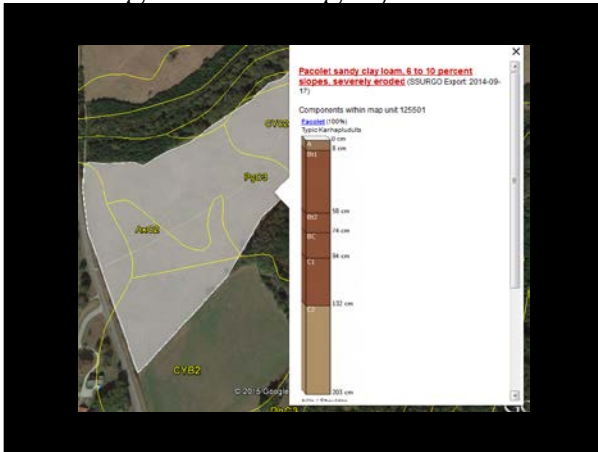 Pacolet sandy clay loam, 6 to 10 percent
slopes, severely eroded (SSURGO Export: 2014-09-
17)
Components within map unit 125501
Pacolet (100%)
Typic Kanhapludults
0 cm
A
8 cm
Bt1
58 cm
Bt2
74 cm
BC
94 cm
C1
132 cm
C2
203 cm
CYC2
PgC3
AxC2
CYB2
© 2015 Google